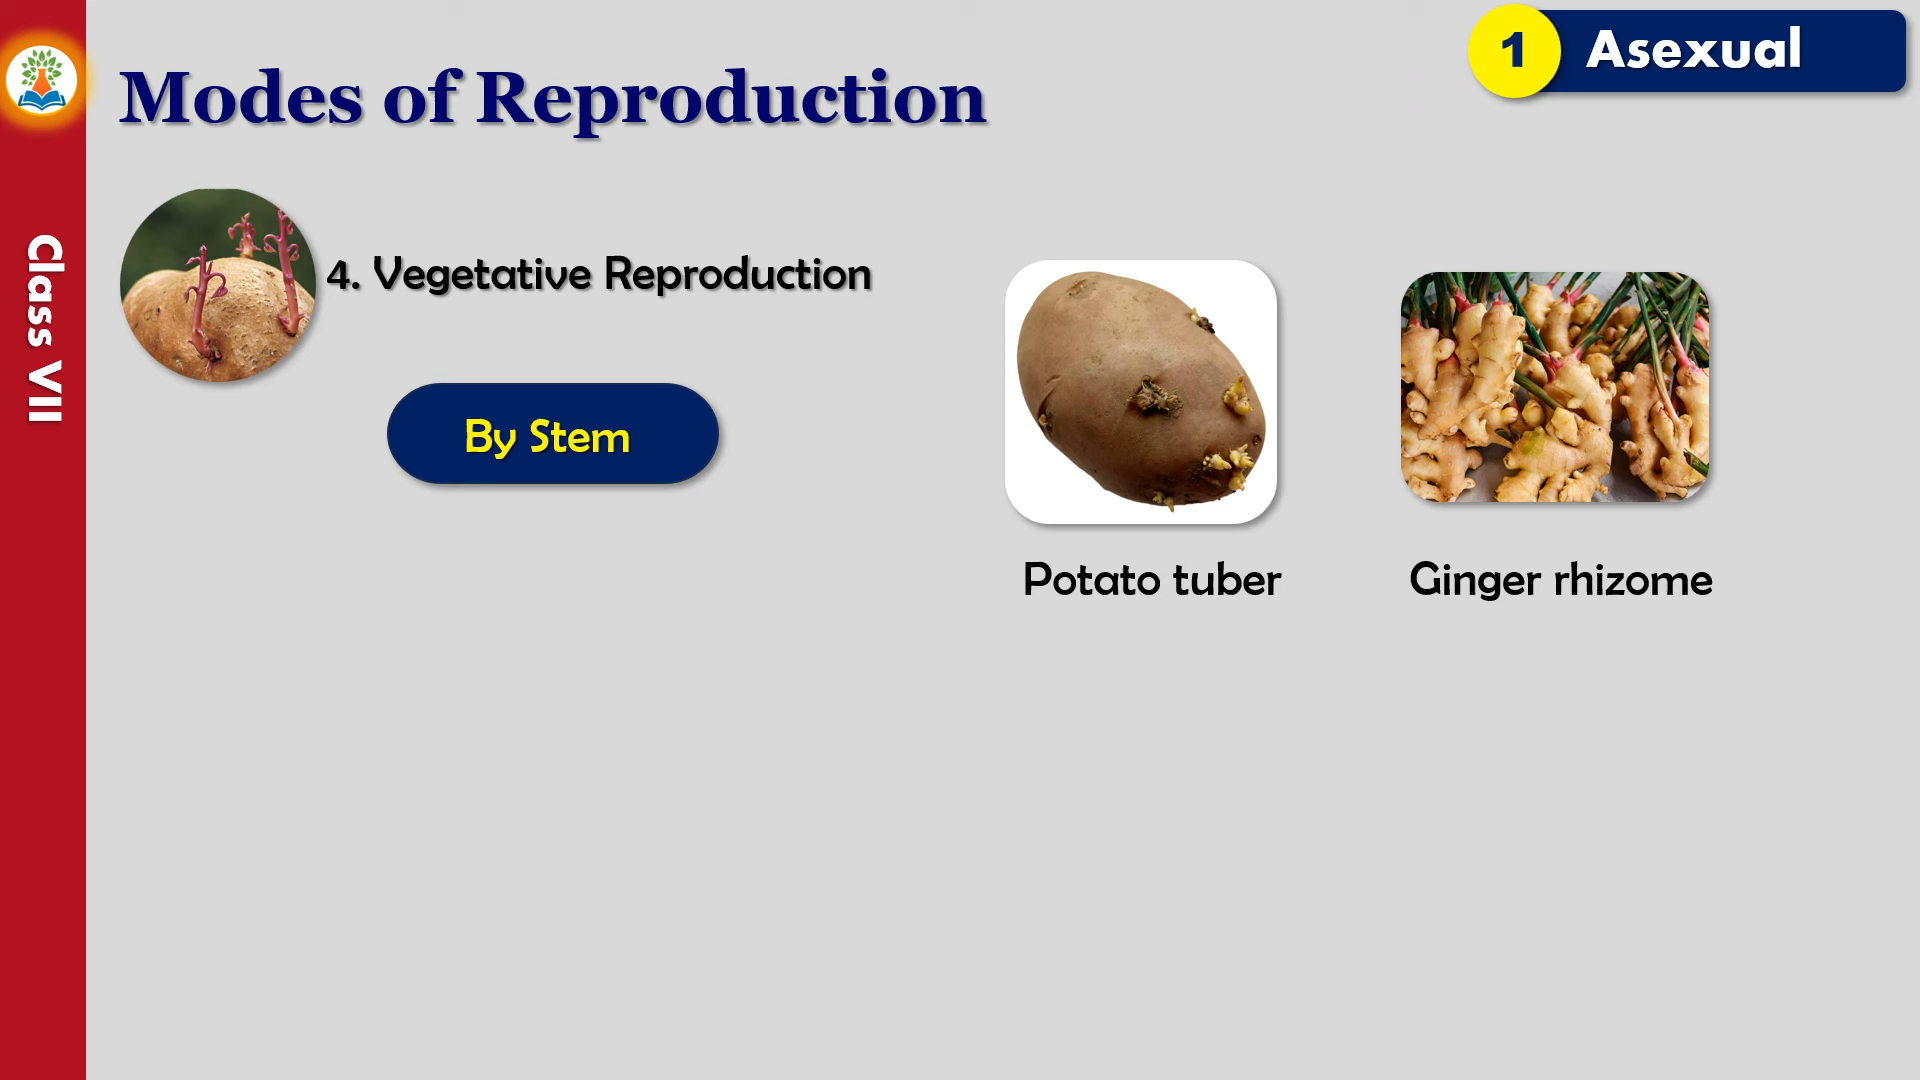 1 Asexual
Modes of Reproduction
Class VII
4. Vegetative Reproduction
By Stem
Potato tuber
Ginger rhizome